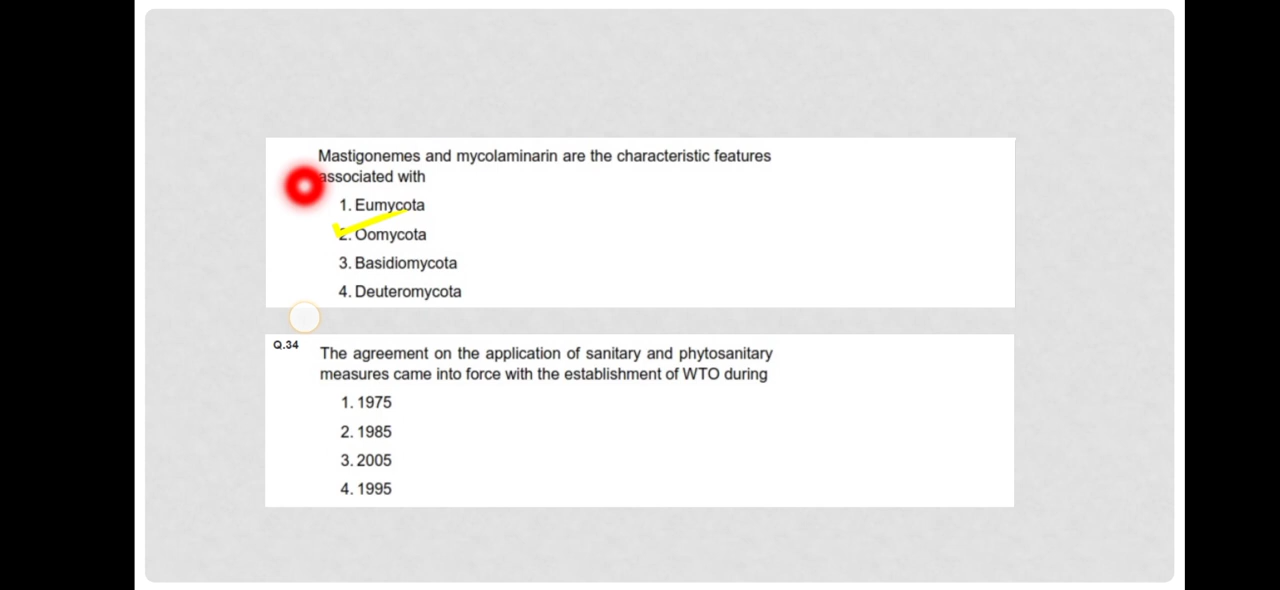 Mastigonemes and mycolaminarin are the characteristic features
associated with
1. Eumycota
2. Oomycota
3. Basidiomycota
4. Deuteromycota
Q.34
The agreement on the application of sanitary and phytosanitary
measures came into force with the establishment of WTO during
1. 1975
2. 1985
3. 2005
4. 1995